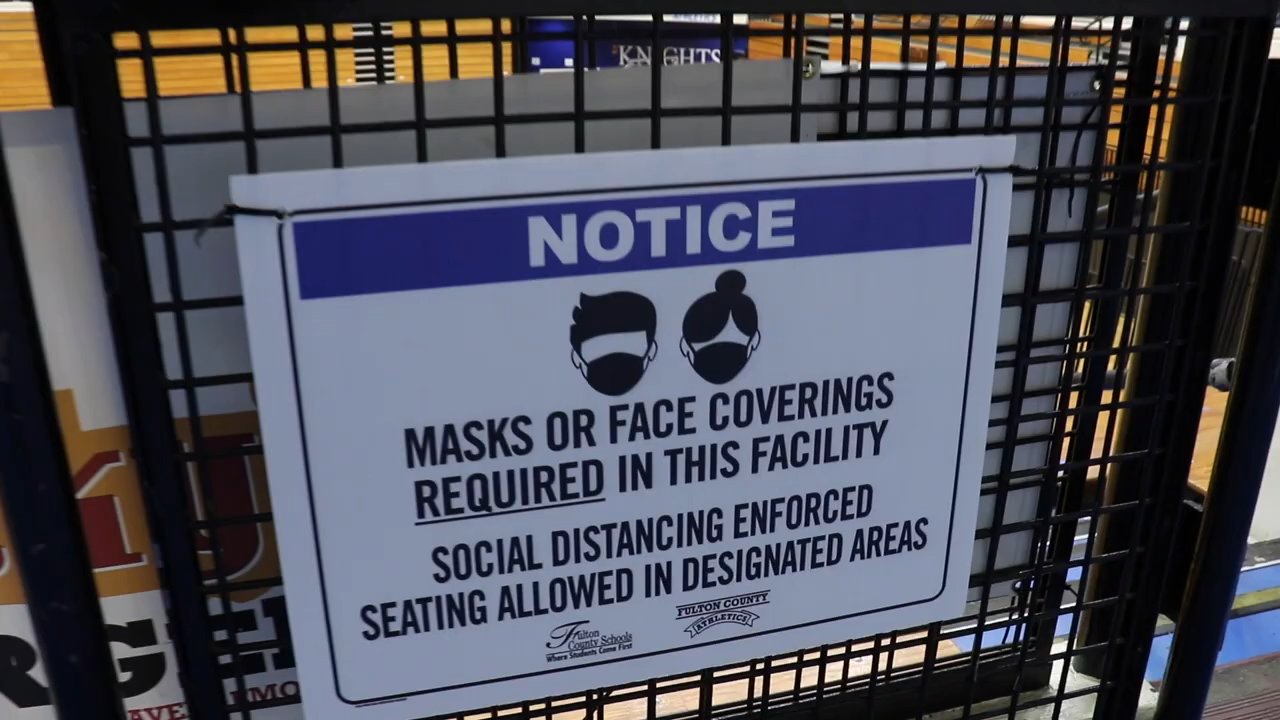 KNIGHTS
NOTICE
MASKS OR FACE COVERINGS
REQUIRED IN THIS FACILITY
SOCIAL DISTANCING ENFORCED
SEATING ALLOWED IN DESIGNATED AREAS
Fulton
County Schools
Where Students Come First
FULTON COUNTY
ATHLETICS